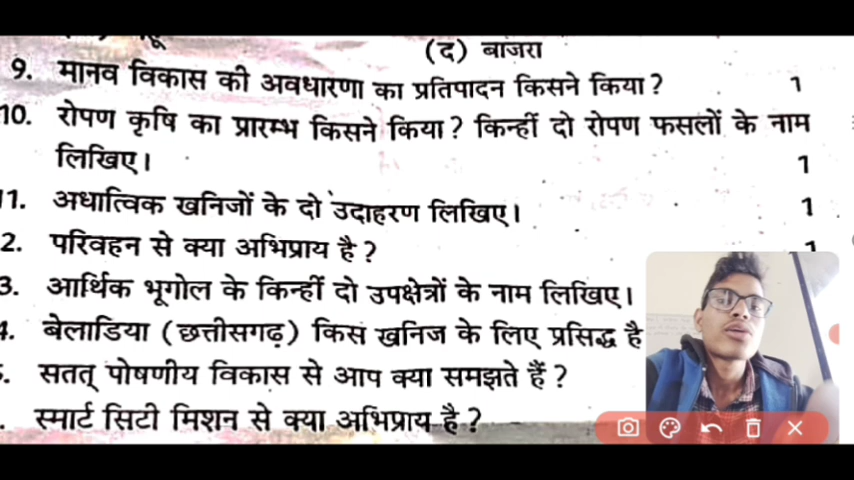 (द) बाजरा
9. मानव विकास की अवधारणा का प्रतिपादन किसने किया? 1
10. रोपण कृषि का प्रारम्भ किसने किया? किन्हीं दो रोपण फसलों के नाम
लिखिए। 1
11. अधात्विक खनिजों के दो उदाहरण लिखिए। 1
2. परिवहन से क्या अभिप्राय है? 1
3. आर्थिक भूगोल के किन्हीं दो उपक्षेत्रों के नाम लिखिए।
4. बेलाडिया (छत्तीसगढ़) किस खनिज के लिए प्रसिद्ध है
. सतत् पोषणीय विकास से आप क्या समझते हैं?
. स्मार्ट सिटी मिशन से क्या अभिप्राय है?